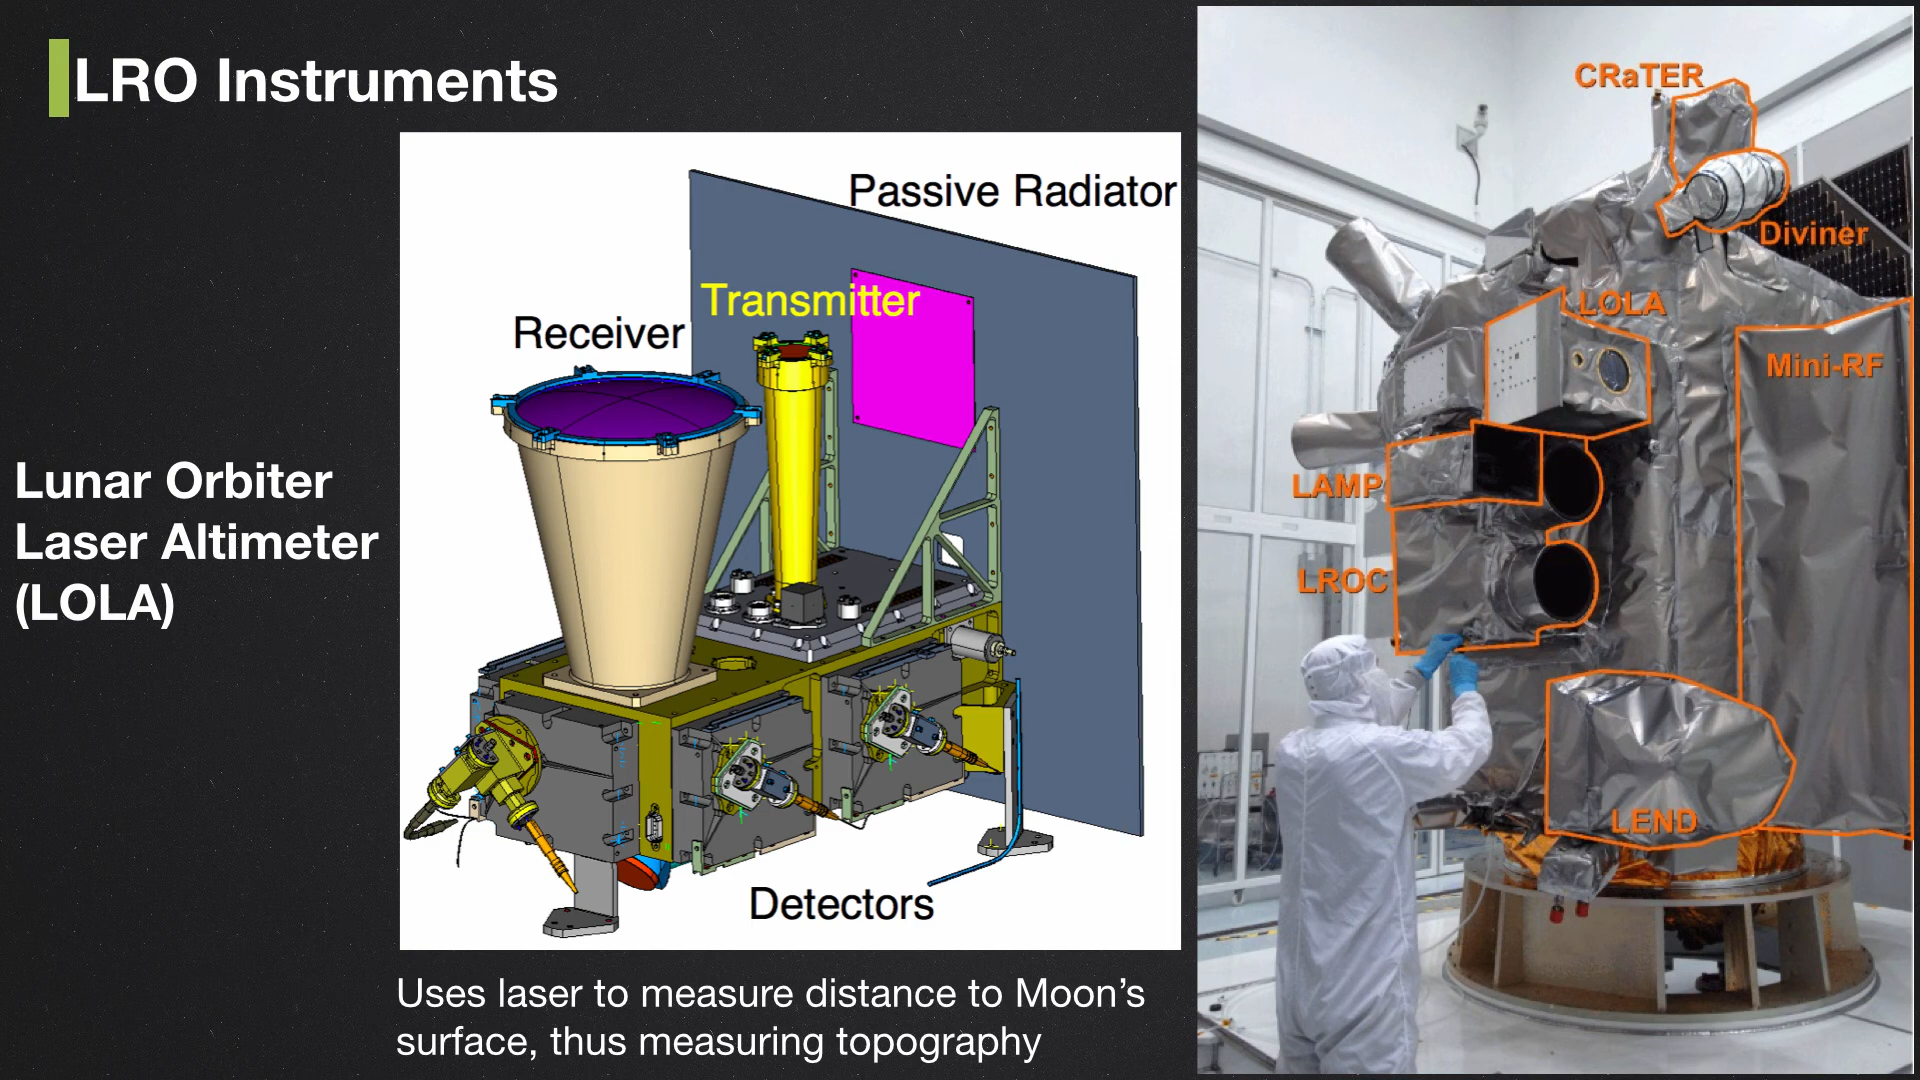 LRO Instruments
Lunar Orbiter
Laser Altimeter
(LOLA)
Passive Radiator
Transmitter
Receiver
Detectors
Uses laser to measure distance to Moon’s
surface, thus measuring topography
CRaTER
Diviner
LOLA
Mini-RF
LAMP
LROC
LEND